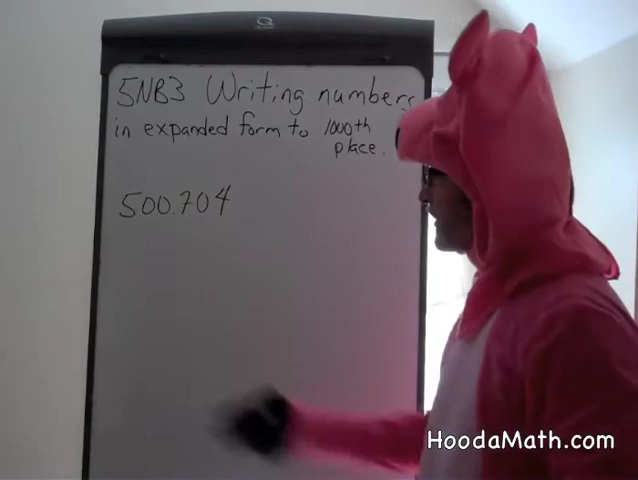 5NB3 Writing numbers
in expanded form to 1000th
place.
500.704
HoodaMath.com